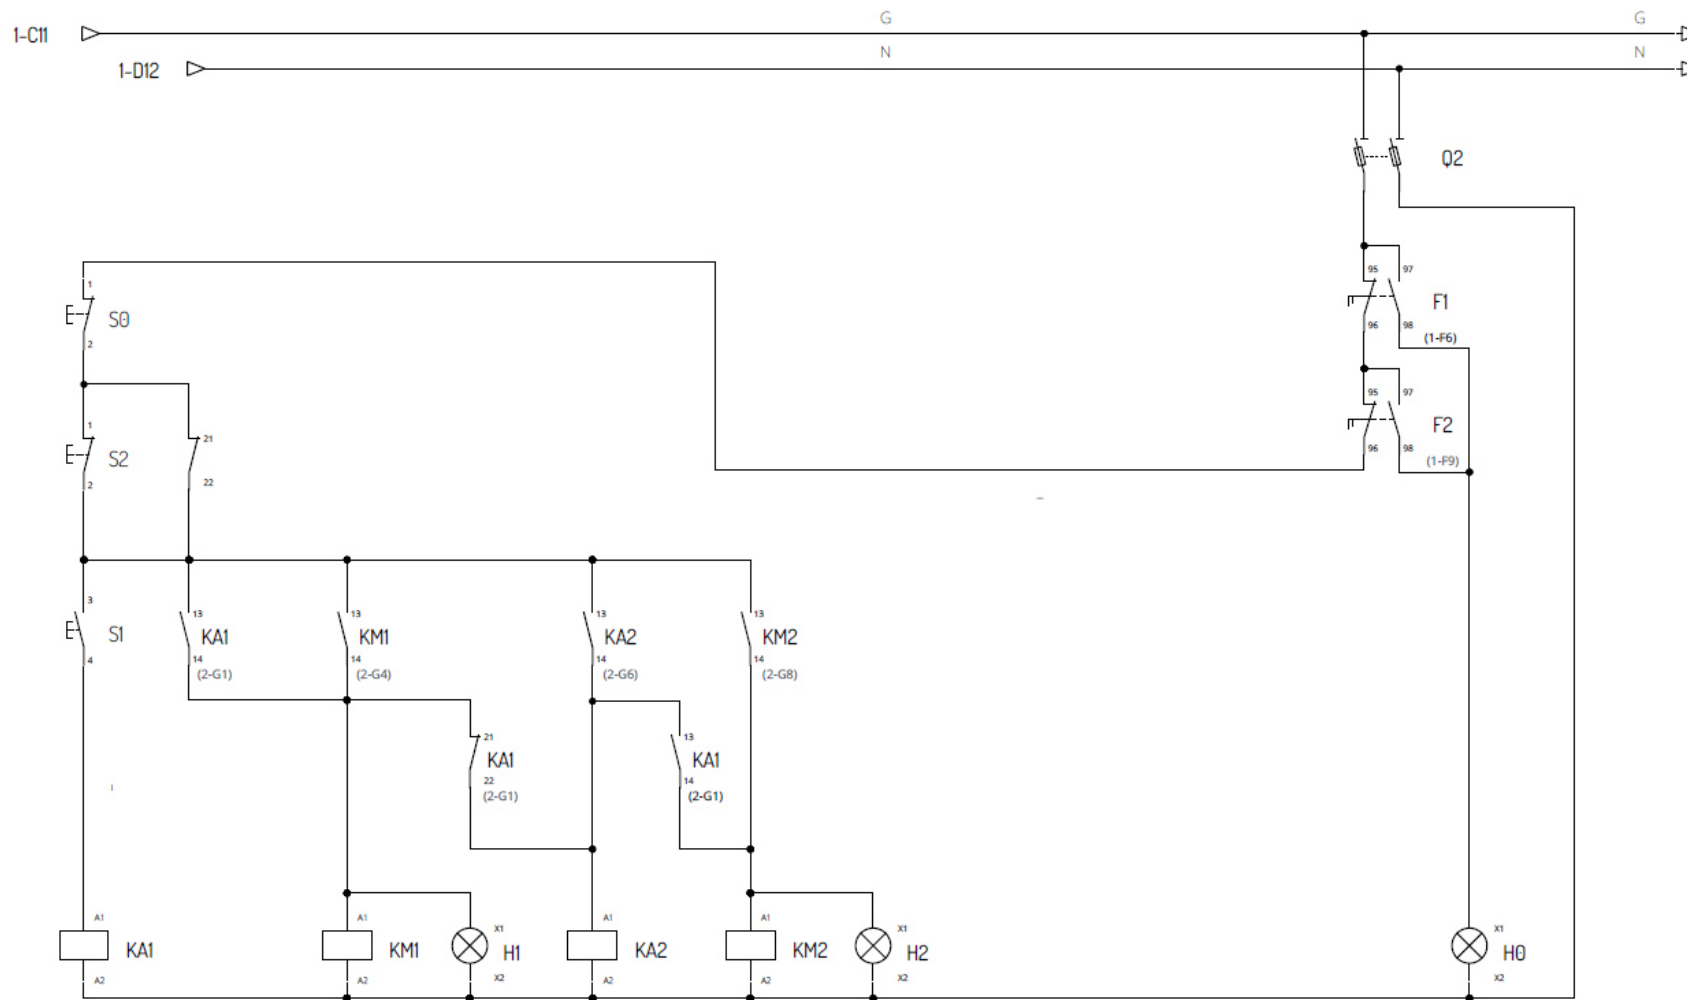 G G
1-C11
N N
1-D12
Q2
1
S0
2
95 97
F1
96 98
(1-F6)
95 97
F2
96 98
(1-F9)
1 21
S2
2 22
3 13 13 13 13
S1 KA1 KM1 KA2 KM2
4 14 14 14 14
(2-G1) (2-G4) (2-G6) (2-G8)
21 13
KA1 KA1
22 14
(2-G1) (2-G1)
A1 A1 X1 A1 A1 X1 X1
KA1 KM1 H1 KA2 KM2 H2 H0
A2 A2 X2 A2 A2 X2 X2